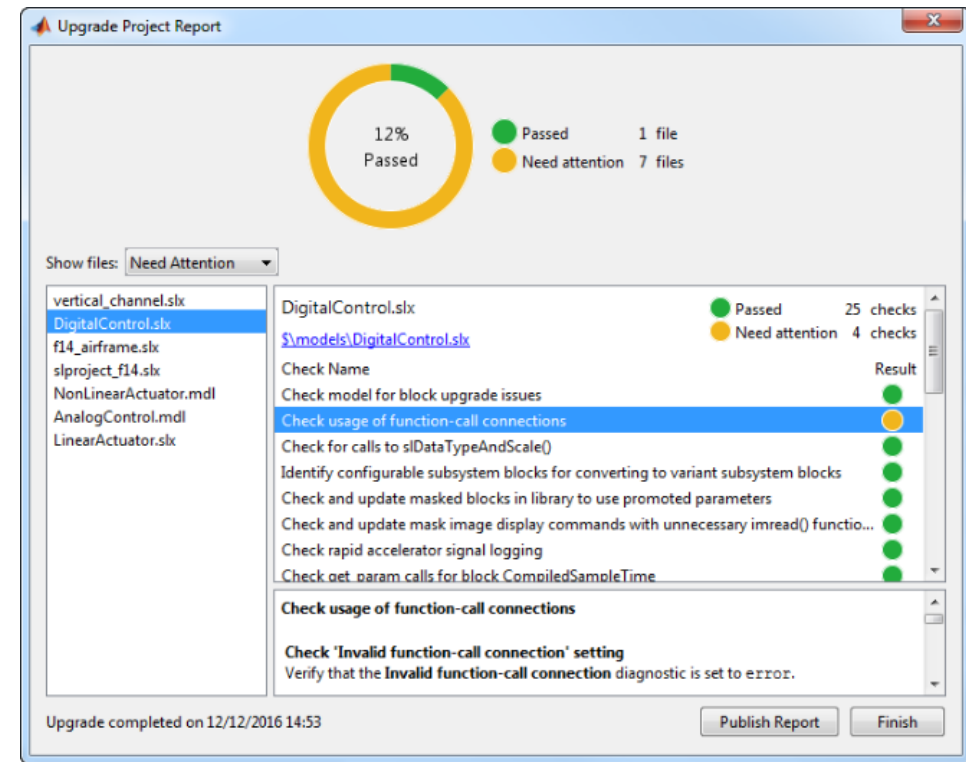 Upgrade Project Report
12%
Passed
Passed 1 file
Need attention 7 files
Show files: Need Attention
vertical_channel.slx
DigitalControl.slx
f14_airframe.slx
slproject_f14.slx
NonLinearActuator.mdl
AnalogControl.mdl
LinearActuator.slx
DigitalControl.slx
Passed 25 checks
Need attention 4 checks
$\models\DigitalControl.slx
Check Name Result
Check model for block upgrade issues
Check usage of function-call connections
Check for calls to slDataTypeAndScale()
Identify configurable subsystem blocks for converting to variant subsystem blocks
Check and update masked blocks in library to use promoted parameters
Check and update mask image display commands with unnecessary imread() functio...
Check rapid accelerator signal logging
Check get_param calls for block CompiledSampleTime
Check usage of function-call connections
Check 'Invalid function-call connection' setting
Verify that the Invalid function-call connection diagnostic is set to error.
Upgrade completed on 12/12/2016 14:53
Publish Report
Finish